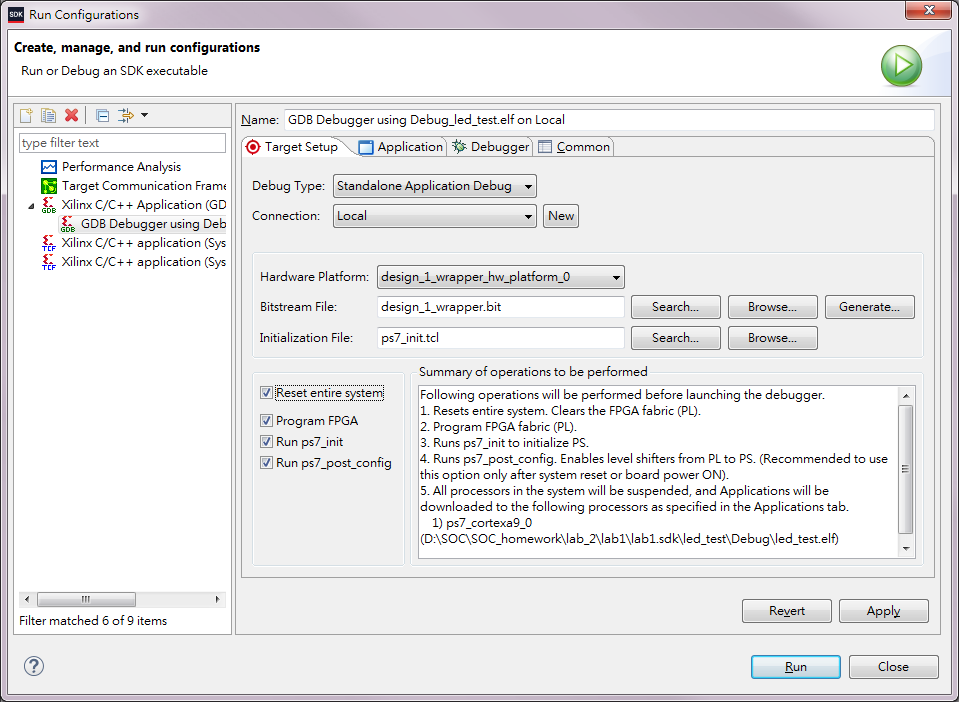 SDK Run Configurations
Create, manage, and run configurations
Run or Debug an SDK executable
type filter text
Performance Analysis
Target Communication Frame
Xilinx C/C++ Application (GD
GDB Debugger using Deb
Xilinx C/C++ application (Sys
Xilinx C/C++ application (Sys
GDB
GDB
TCF
TCF
Filter matched 6 of 9 items
Name: GDB Debugger using Debug_led_test.elf on Local
Target Setup Application Debugger Common
Debug Type: Standalone Application Debug
Connection: Local New
Hardware Platform: design_1_wrapper_hw_platform_0
Bitstream File: design_1_wrapper.bit Search... Browse... Generate...
Initialization File: ps7_init.tcl Search... Browse...
Reset entire system
Program FPGA
Run ps7_init
Run ps7_post_config
Summary of operations to be performed
Following operations will be performed before launching the debugger.
1. Resets entire system. Clears the FPGA fabric (PL).
2. Program FPGA fabric (PL).
3. Runs ps7_init to initialize PS.
4. Runs ps7_post_config. Enables level shifters from PL to PS. (Recommended to use
this option only after system reset or board power ON).
5. All processors in the system will be suspended, and Applications will be
downloaded to the following processors as specified in the Applications tab.
1) ps7_cortexa9_0
(D:\SOC\SOC_homework\lab_2\lab1\lab1.sdk\led_test\Debug\led_test.elf)
Revert Apply
? Run Close